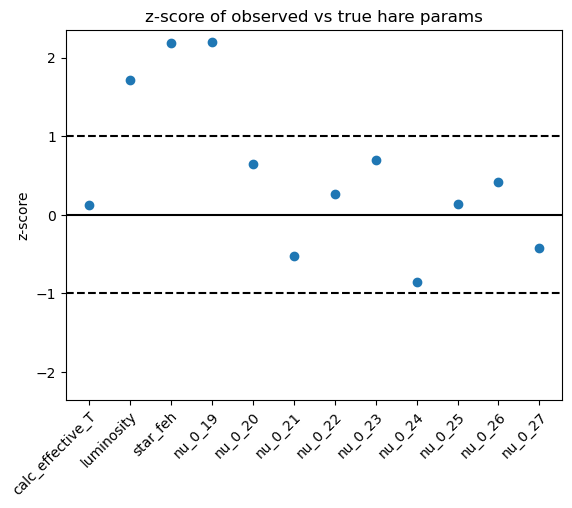 z-score of observed vs true hare params
z-score
2
1
0
−1
−2
calc_effective_T
luminosity
star_feh
nu_0_19
nu_0_20
nu_0_21
nu_0_22
nu_0_23
nu_0_24
nu_0_25
nu_0_26
nu_0_27